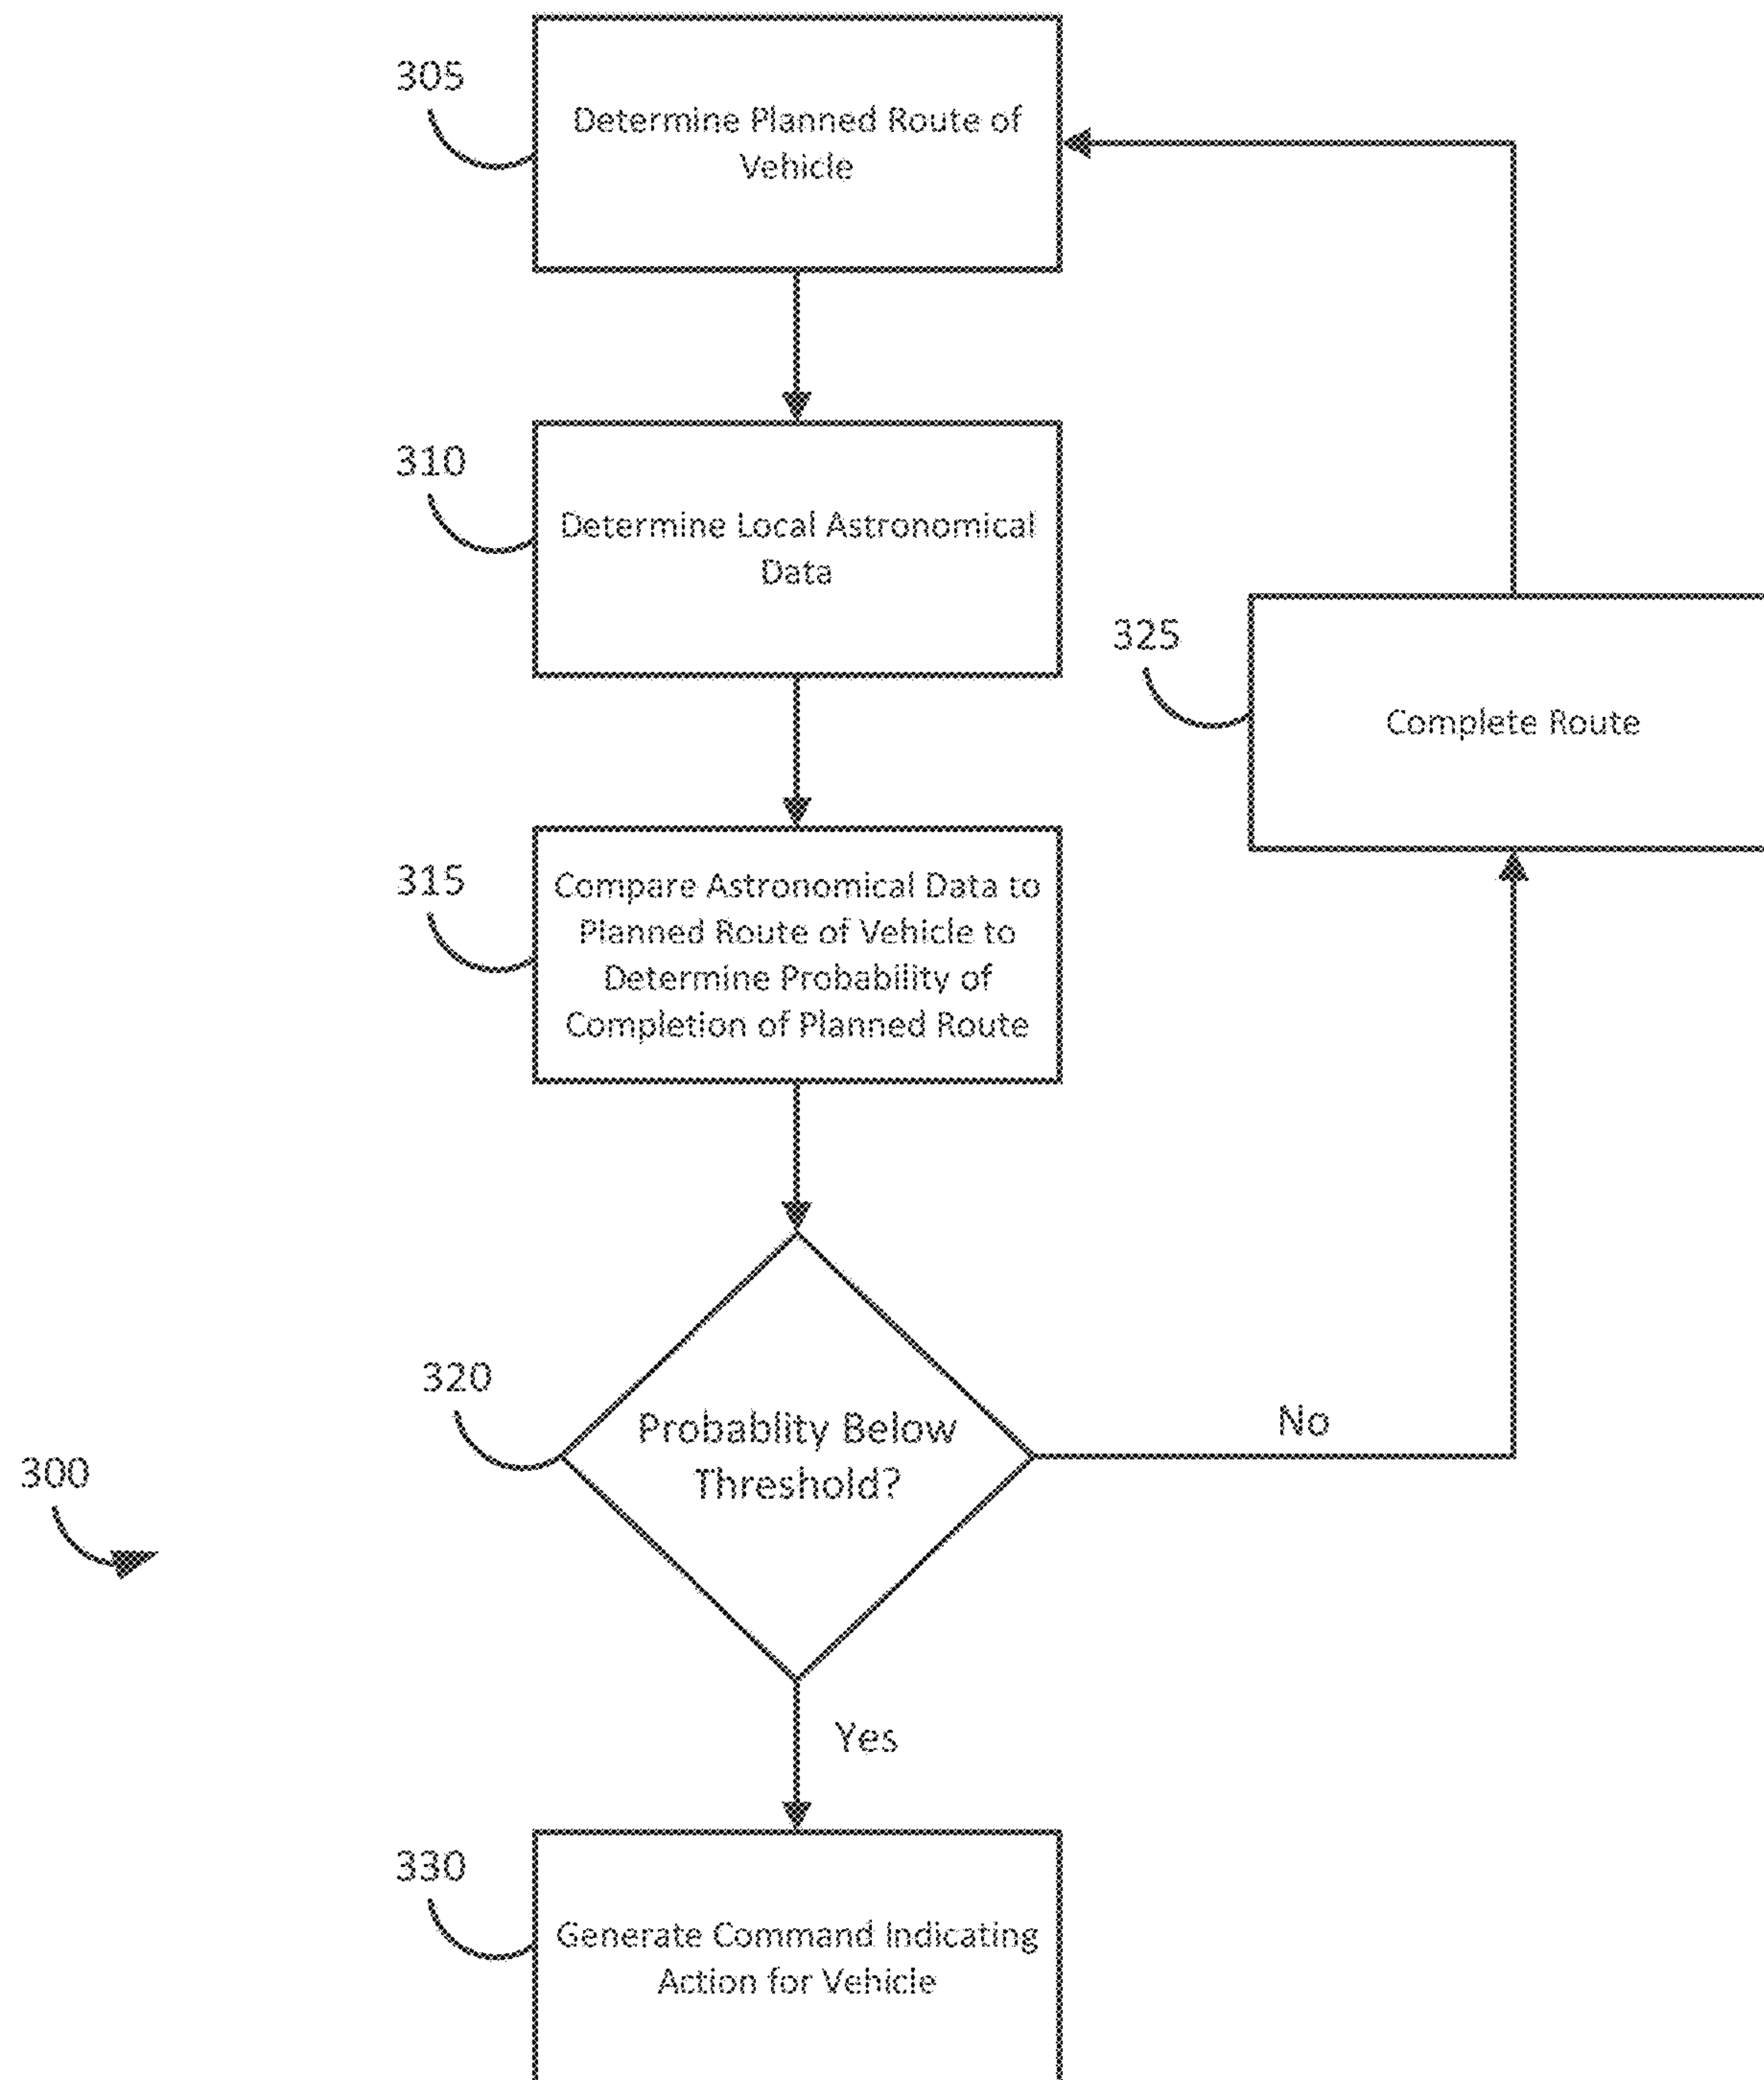 305
Determine Planned Route of
Vehicle
310
Determine Local Astronomical
Data
325
Complete Route
315
Compare Astronomical Data to
Planned Route of Vehicle to
Determine Probability of
Completion of Planned Route
320
Probablity Below
Threshold?
No
300
Yes
330
Generate Command Indicating
Action for Vehicle